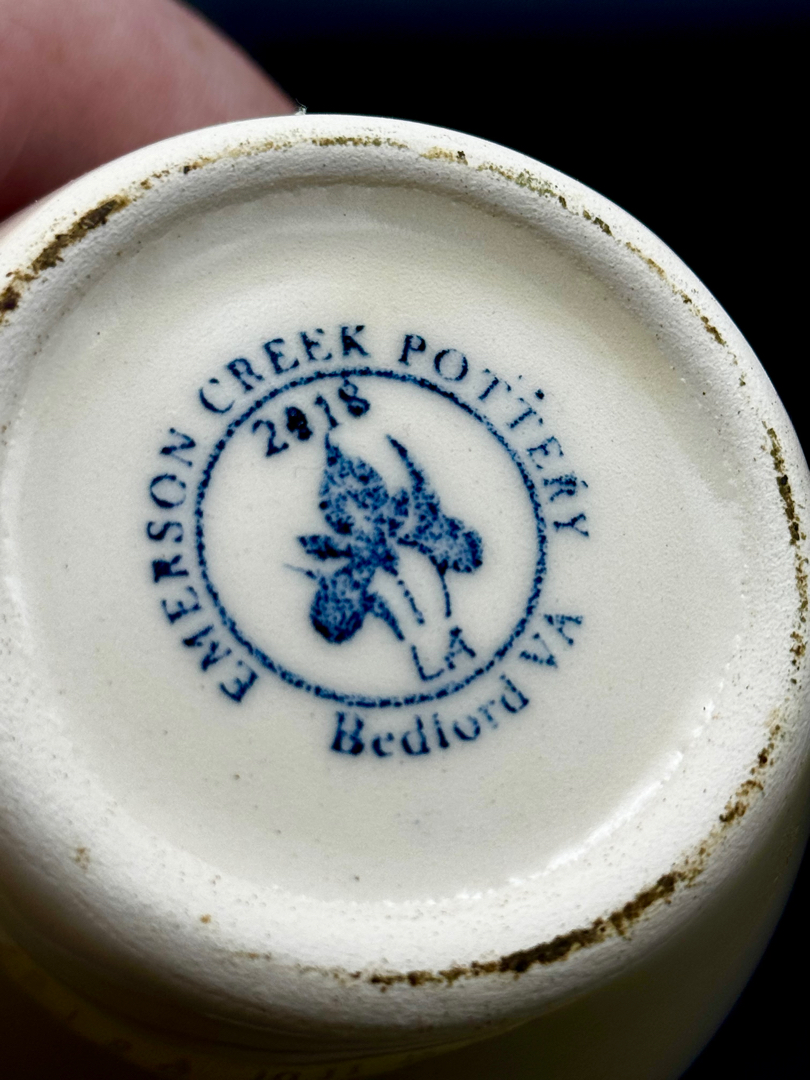 EMERSON CREEK POTTERY
2018
LA
Bedford VA